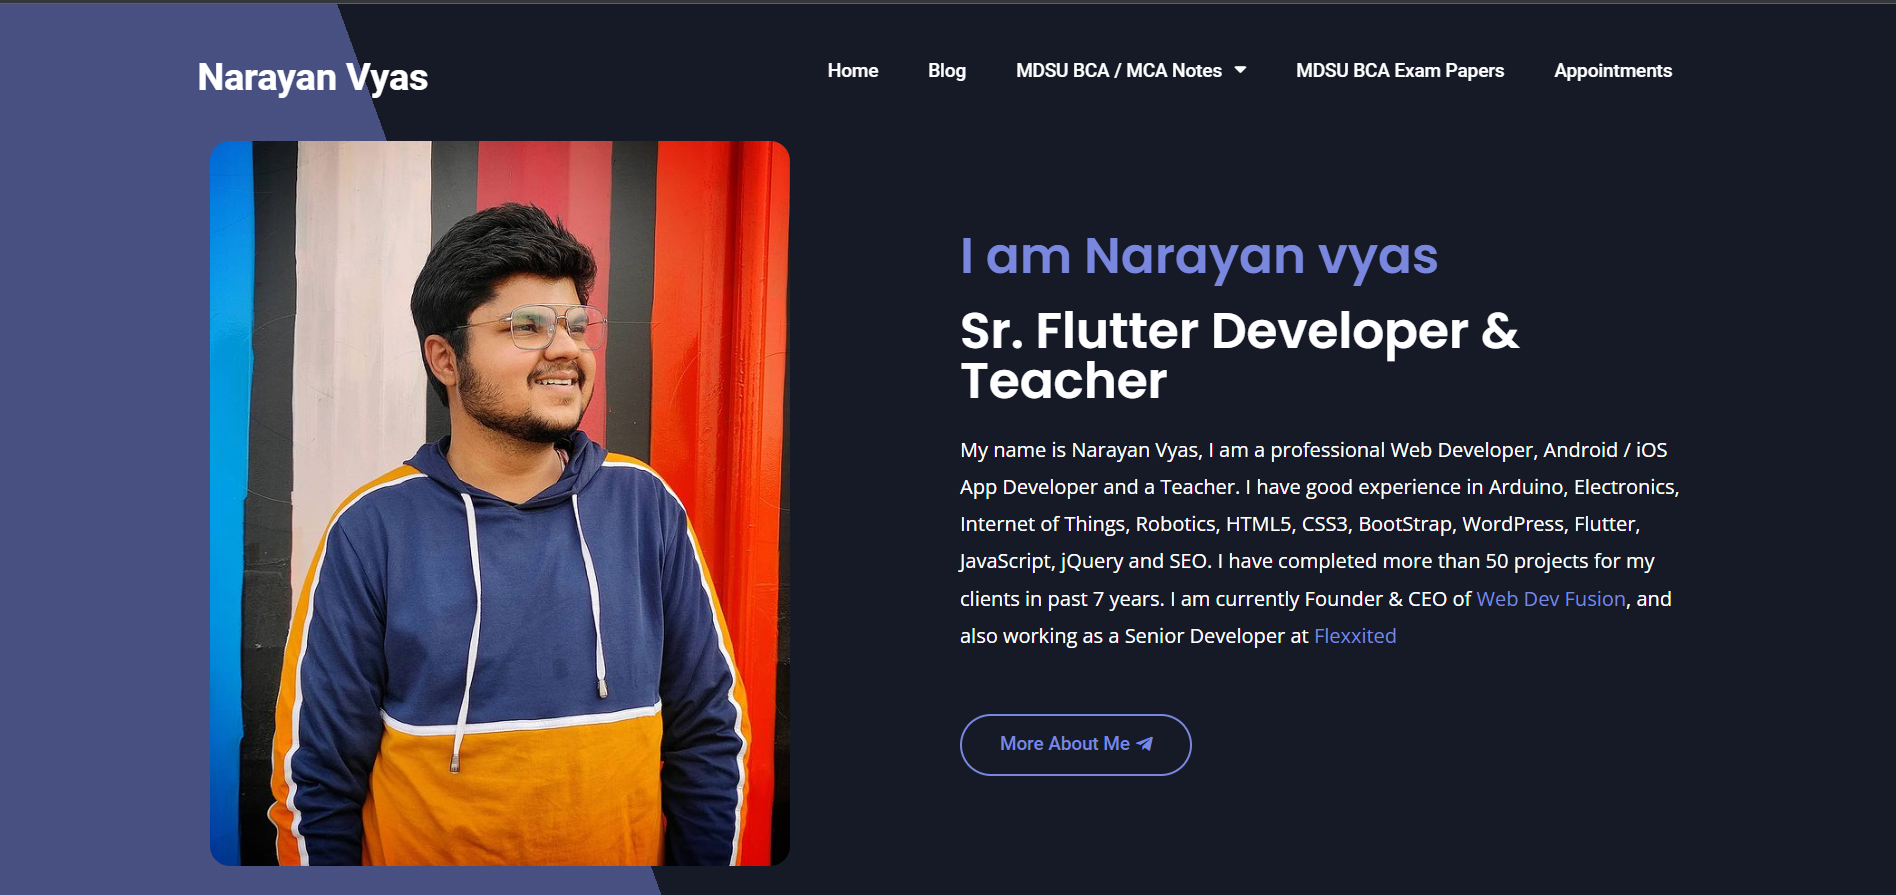 Narayan Vyas
Home Blog MDSU BCA / MCA Notes MDSU BCA Exam Papers Appointments
I am Narayan vyas
Sr. Flutter Developer &
Teacher
My name is Narayan Vyas, I am a professional Web Developer, Android / iOS
App Developer and a Teacher. I have good experience in Arduino, Electronics,
Internet of Things, Robotics, HTML5, CSS3, BootStrap, WordPress, Flutter,
JavaScript, jQuery and SEO. I have completed more than 50 projects for my
clients in past 7 years. I am currently Founder & CEO of Web Dev Fusion, and
also working as a Senior Developer at Flexxited
More About Me